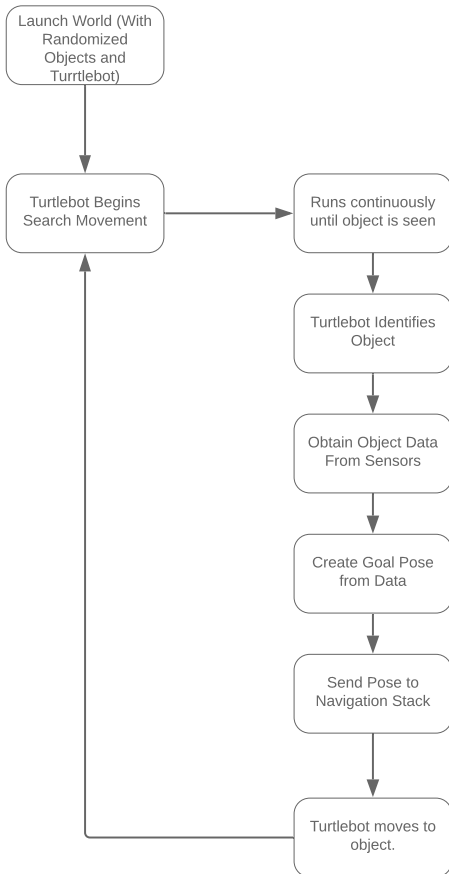 Launch World (With
Randomized
Objects and
Turrtlebot)
Turtlebot Begins
Search Movement
Runs continuously
until object is seen
Turtlebot Identifies
Object
Obtain Object Data
From Sensors
Create Goal Pose
from Data
Send Pose to
Navigation Stack
Turtlebot moves to
object.